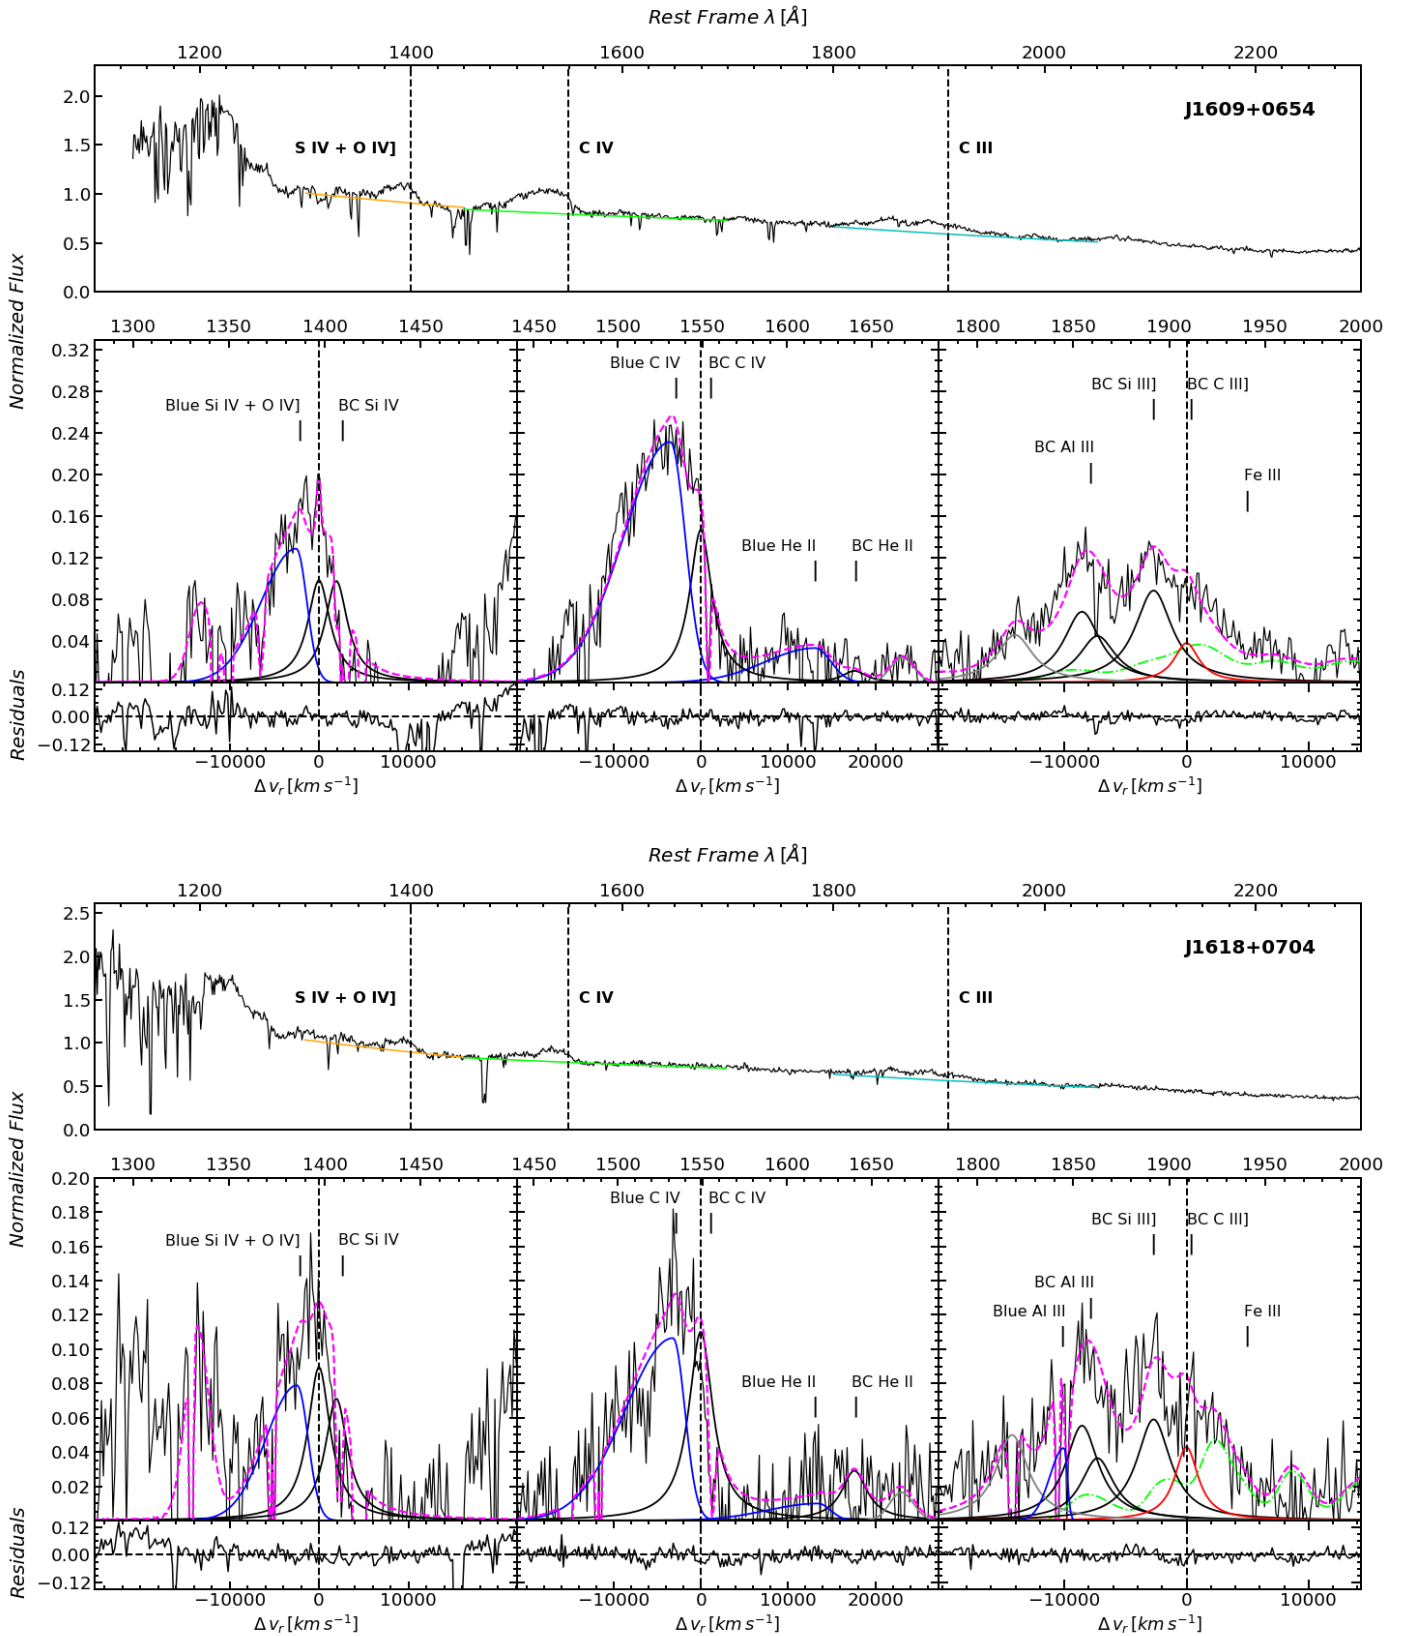 Rest Frame λ [Å]
1200 1400 1600 1800 2000 2200
J1609+0654
S IV + O IV] C IV C III
2.0
1.5
1.0
0.5
0.0
Normalized Flux
1300 1350 1400 1450 1450 1500 1550 1600 1650 1800 1850 1900 1950 2000
0.32
0.28
0.24
0.20
0.16
0.12
0.08
0.04
Blue Si IV + O IV] BC Si IV
Blue C IV BC C IV
Blue He II BC He II
BC Si III] BC C III]
BC Al III
Fe III
Residuals
0.12
0.00
−0.12
−10000 0 10000 −10000 0 10000 20000 −10000 0 10000
Δ vr [km s−1] Δ vr [km s−1] Δ vr [km s−1]
Rest Frame λ [Å]
1200 1400 1600 1800 2000 2200
J1618+0704
S IV + O IV] C IV C III
2.5
2.0
1.5
1.0
0.5
0.0
Normalized Flux
1300 1350 1400 1450 1450 1500 1550 1600 1650 1800 1850 1900 1950 2000
0.20
0.18
0.16
0.14
0.12
0.10
0.08
0.06
0.04
0.02
Blue Si IV + O IV] BC Si IV
Blue C IV BC C IV
Blue He II BC He II
BC Si III] BC C III]
BC Al III
Blue Al III Fe III
Residuals
0.12
0.00
−0.12
−10000 0 10000 −10000 0 10000 20000 −10000 0 10000
Δ vr [km s−1] Δ vr [km s−1] Δ vr [km s−1]